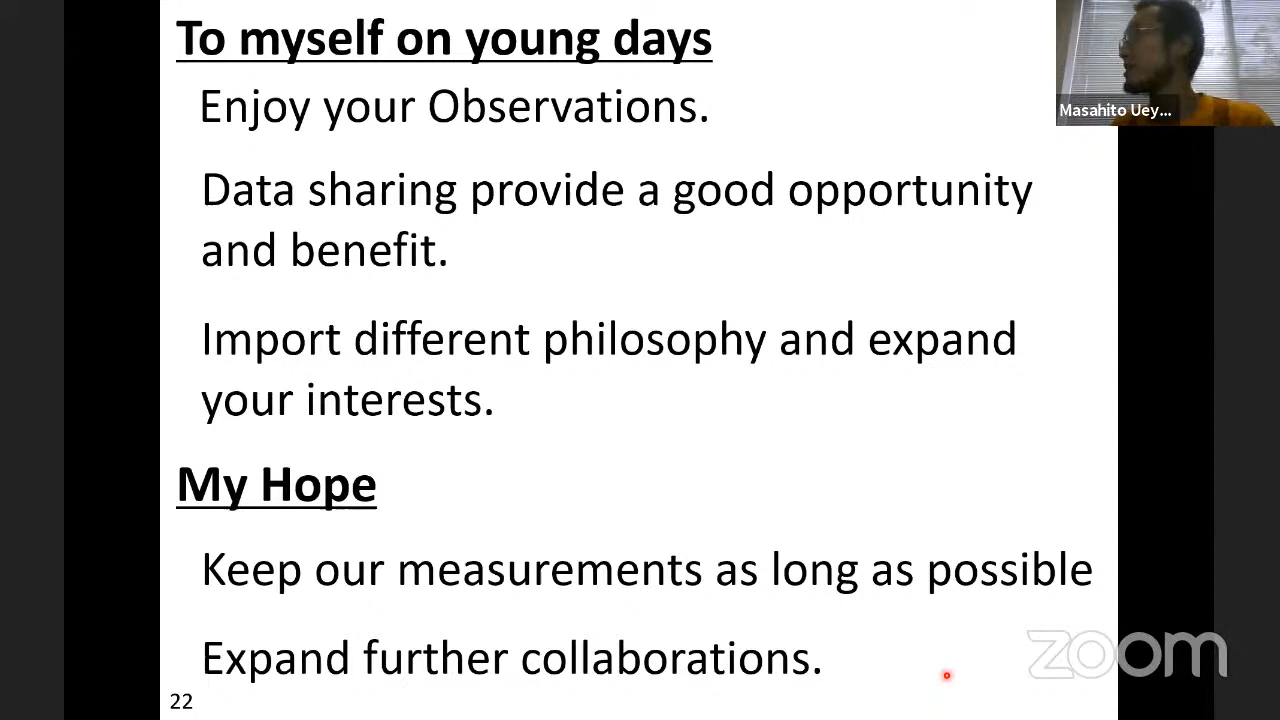 To myself on young days
Enjoy your Observations.
Data sharing provide a good opportunity
and benefit.
Import different philosophy and expand
your interests.
My Hope
Keep our measurements as long as possible
Expand further collaborations.
22
Masahito Uey...
zoom